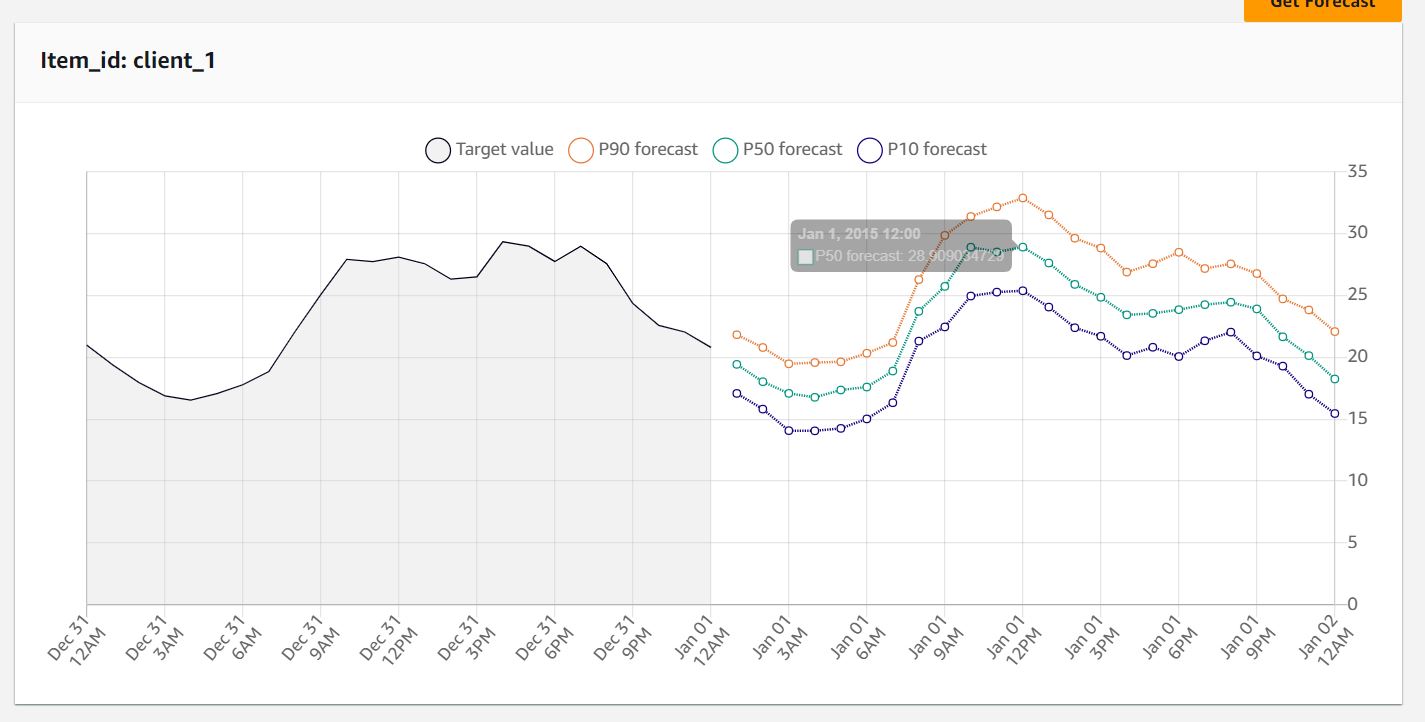 Get Forecast
Item_id: client_1
Target value P90 forecast P50 forecast P10 forecast
35
30
25
20
15
10
5
0
Jan 1, 2015 12:00
P50 forecast: 28.909034729
Dec 31 12AM
Dec 31 3AM
Dec 31 6AM
Dec 31 9AM
Dec 31 12PM
Dec 31 3PM
Dec 31 6PM
Dec 31 9PM
Jan 01 12AM
Jan 01 3AM
Jan 01 6AM
Jan 01 9AM
Jan 01 12PM
Jan 01 3PM
Jan 01 6PM
Jan 01 9PM
Jan 02 12AM